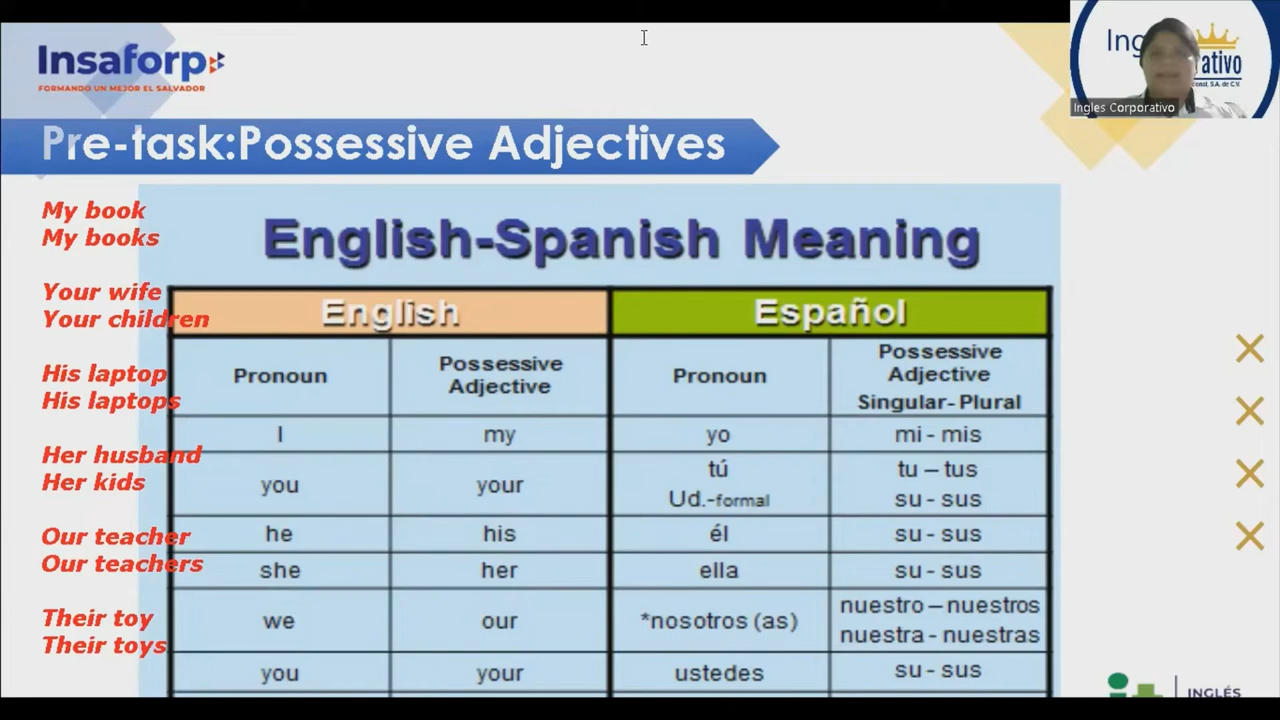 Insaforp
FORMANDO UN MEJOR EL SALVADOR
Ingles Corporativo
Pre-task:Possessive Adjectives
My book
My books
Your wife
Your children
His laptop
His laptops
Her husband
Her kids
Our teacher
Our teachers
Their toy
Their toys
English-Spanish Meaning
English Español
Pronoun Possessive Adjective Pronoun Possessive Adjective Singular- Plural
I my yo mi - mis
you your tú tu – tus
Ud.-formal su - sus
he his él su - sus
she her ella su - sus
we our *nosotros (as) nuestro – nuestros
nuestra - nuestras
you your ustedes su - sus
INGLÉS